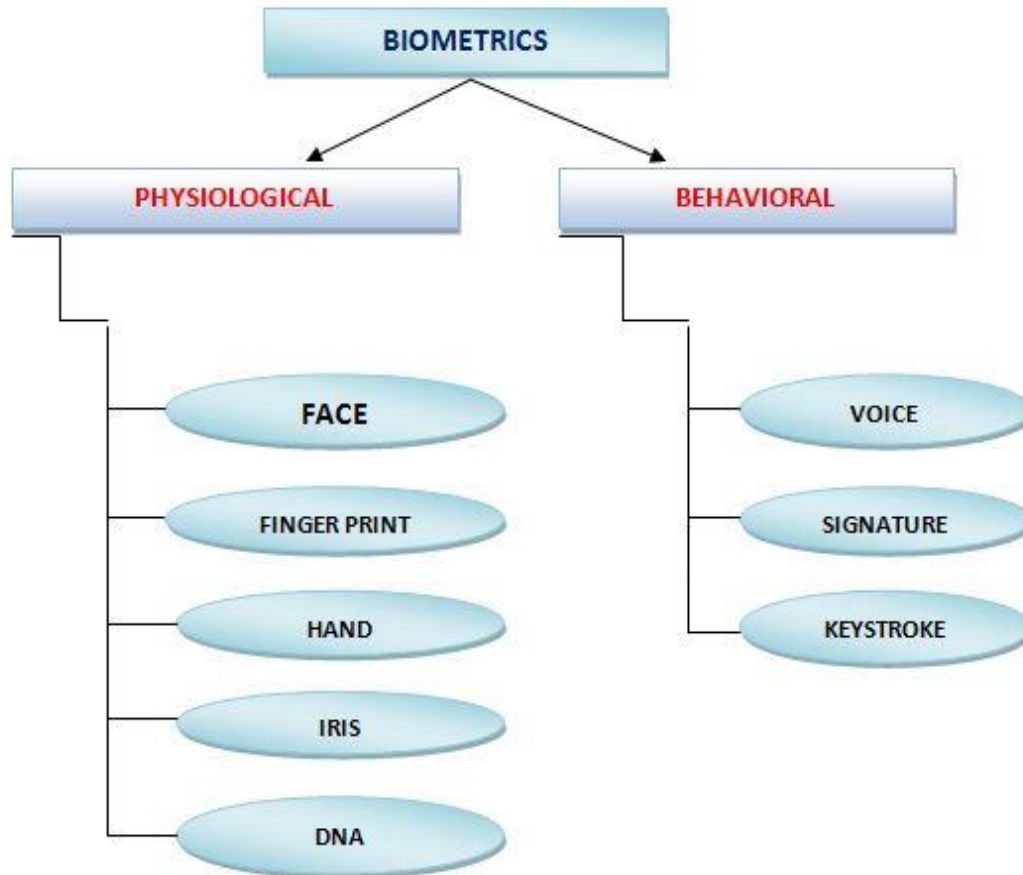 BIOMETRICS
PHYSIOLOGICAL
BEHAVIORAL
FACE
FINGER PRINT
HAND
IRIS
DNA
VOICE
SIGNATURE
KEYSTROKE